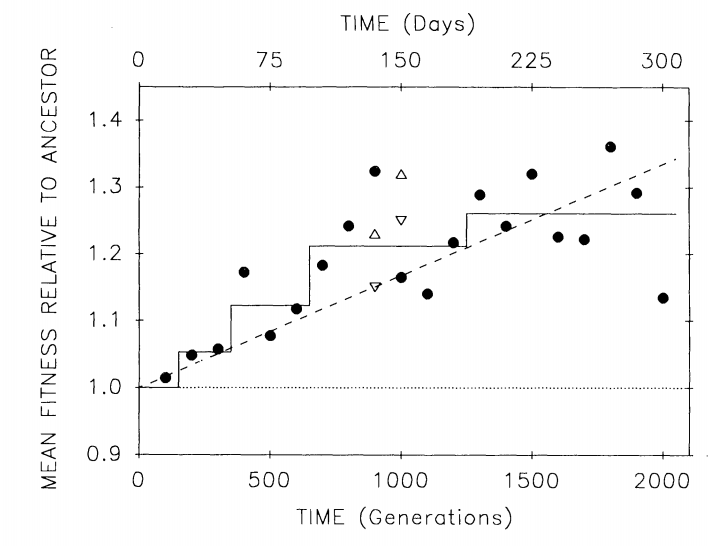 TIME (Days)
0 75 150 225 300
MEAN FITNESS RELATIVE TO ANCESTOR
1.4
1.3
1.2
1.1
1.0
0.9
0 500 1000 1500 2000
TIME (Generations)